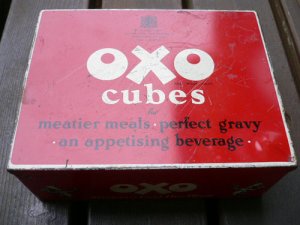 OXO
cubes
for
meatier meals · perfect gravy
· an appetising beverage ·
OXO